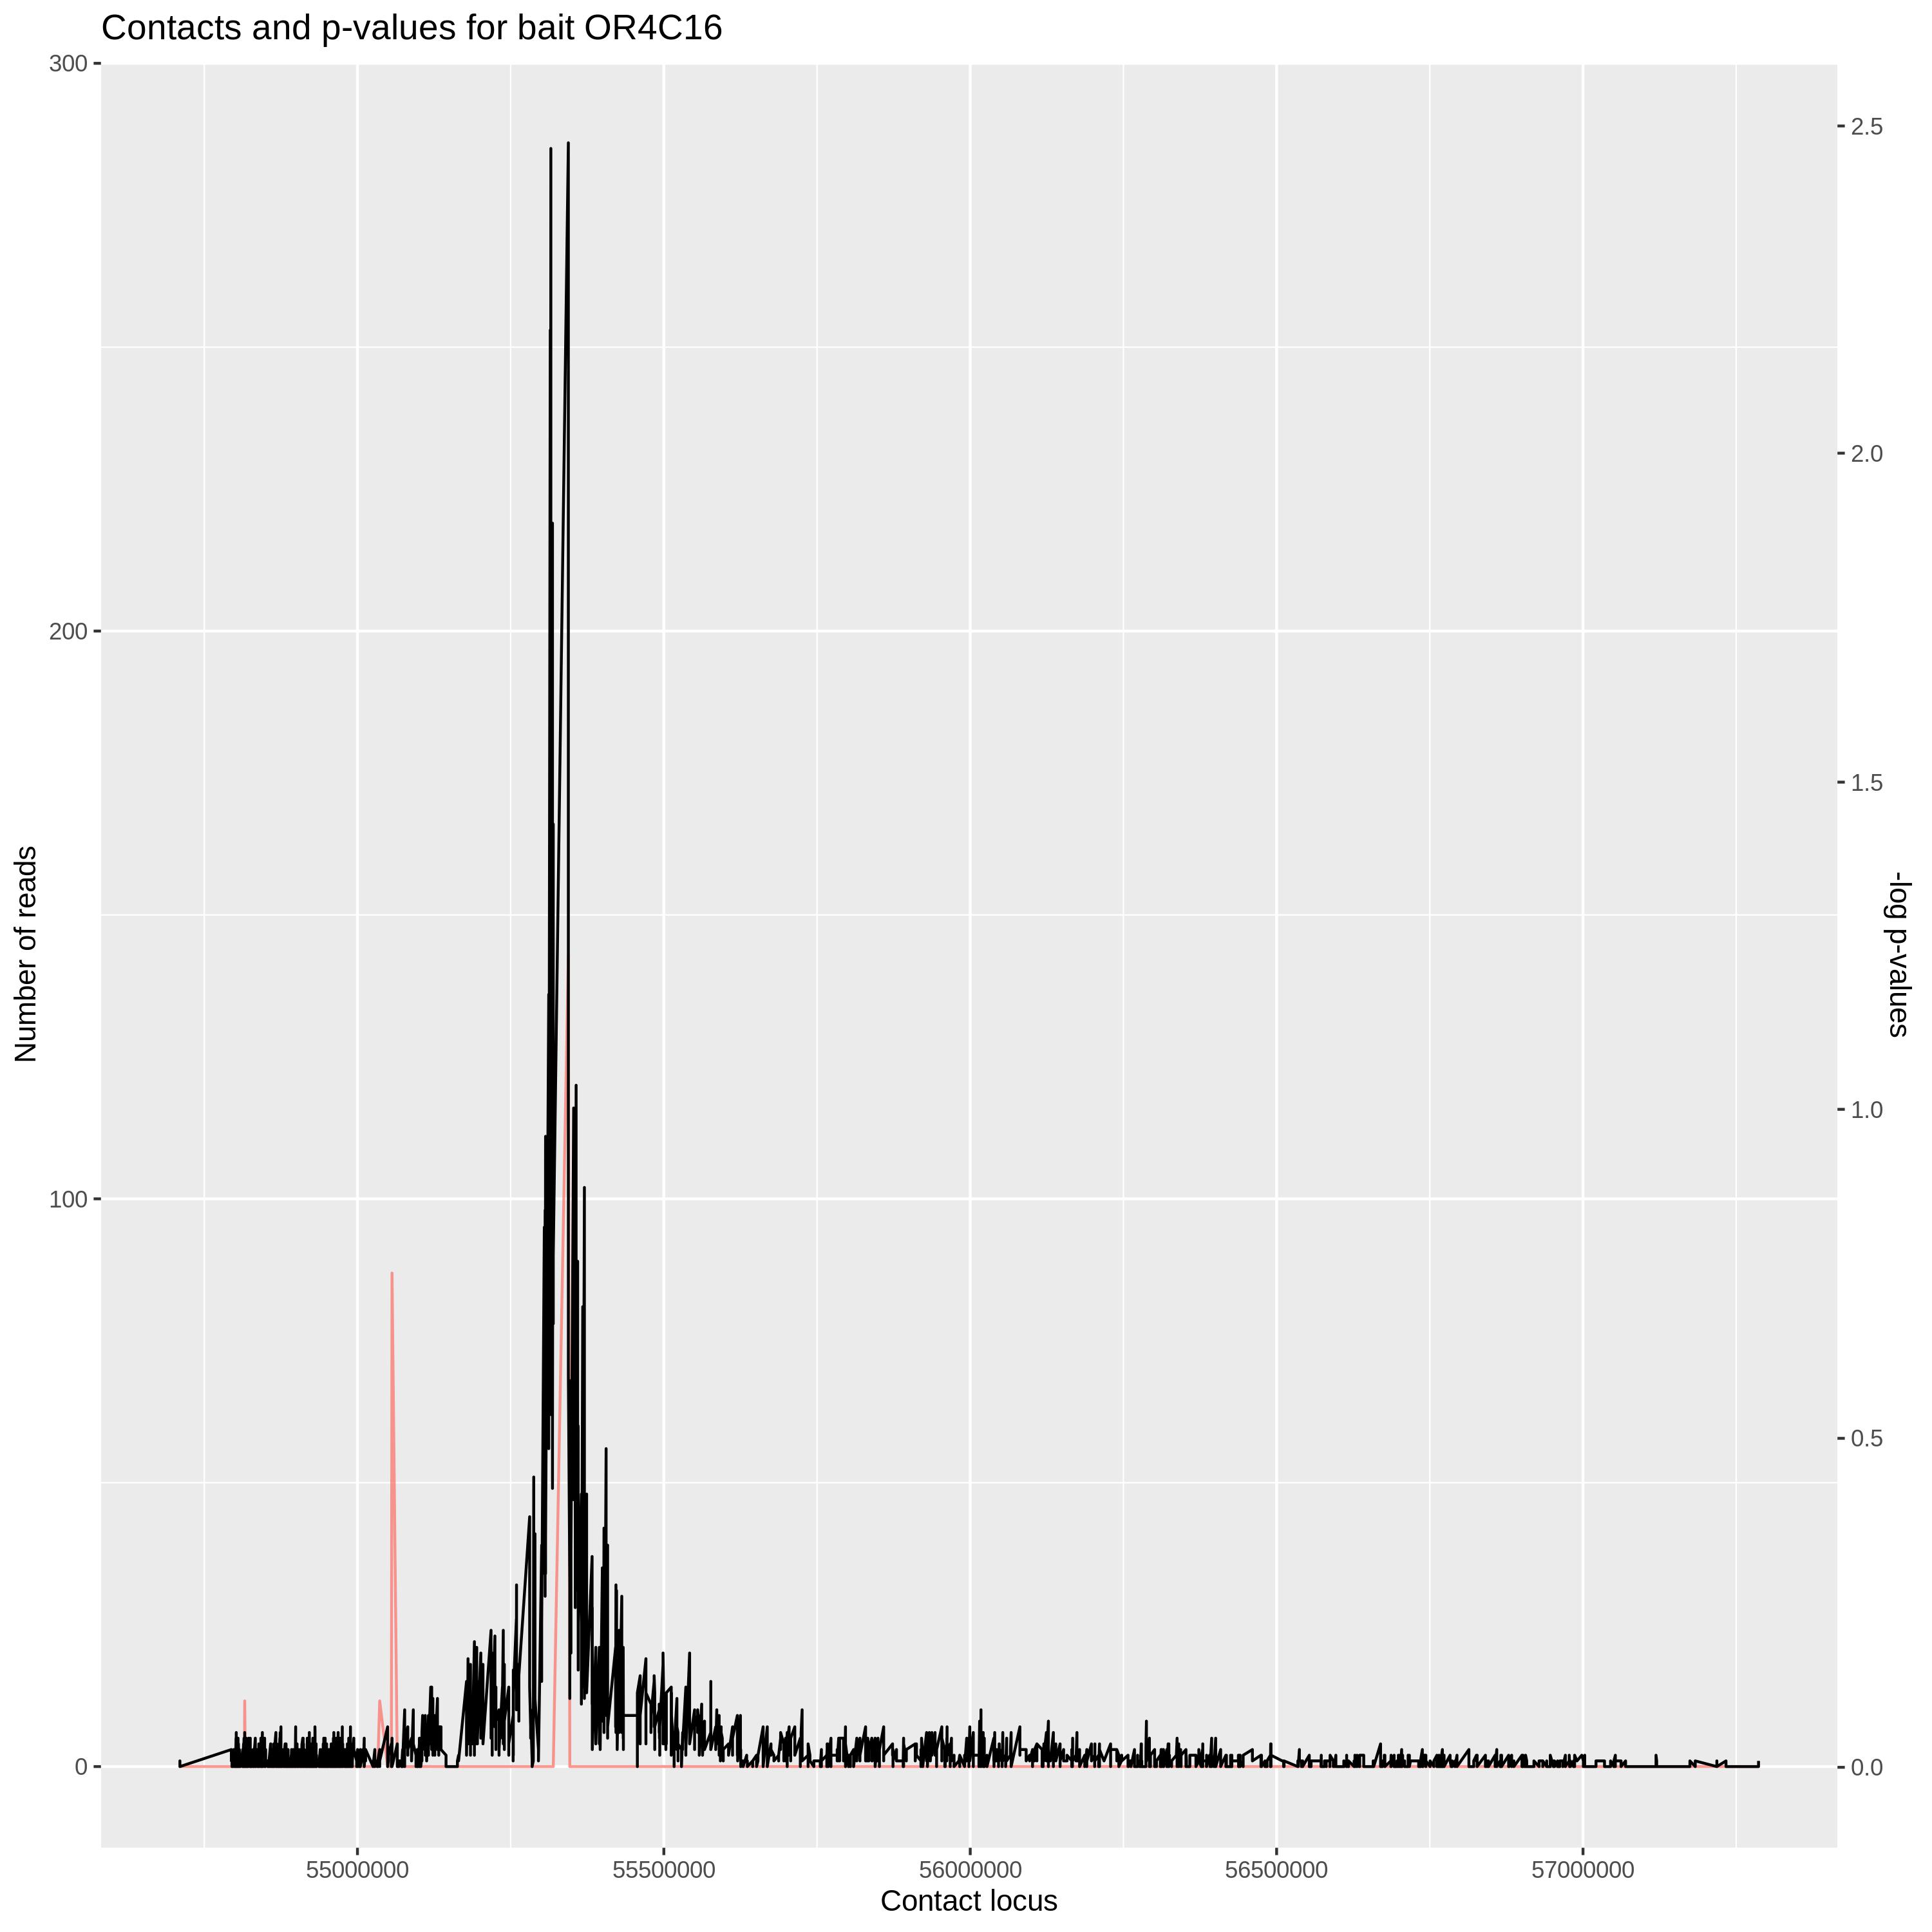 Contacts and p-values for bait OR4C16
300
200
100
0
Number of reads
2.5
2.0
1.5
1.0
0.5
0.0
-log p-values
55000000 55500000 56000000 56500000 57000000
Contact locus